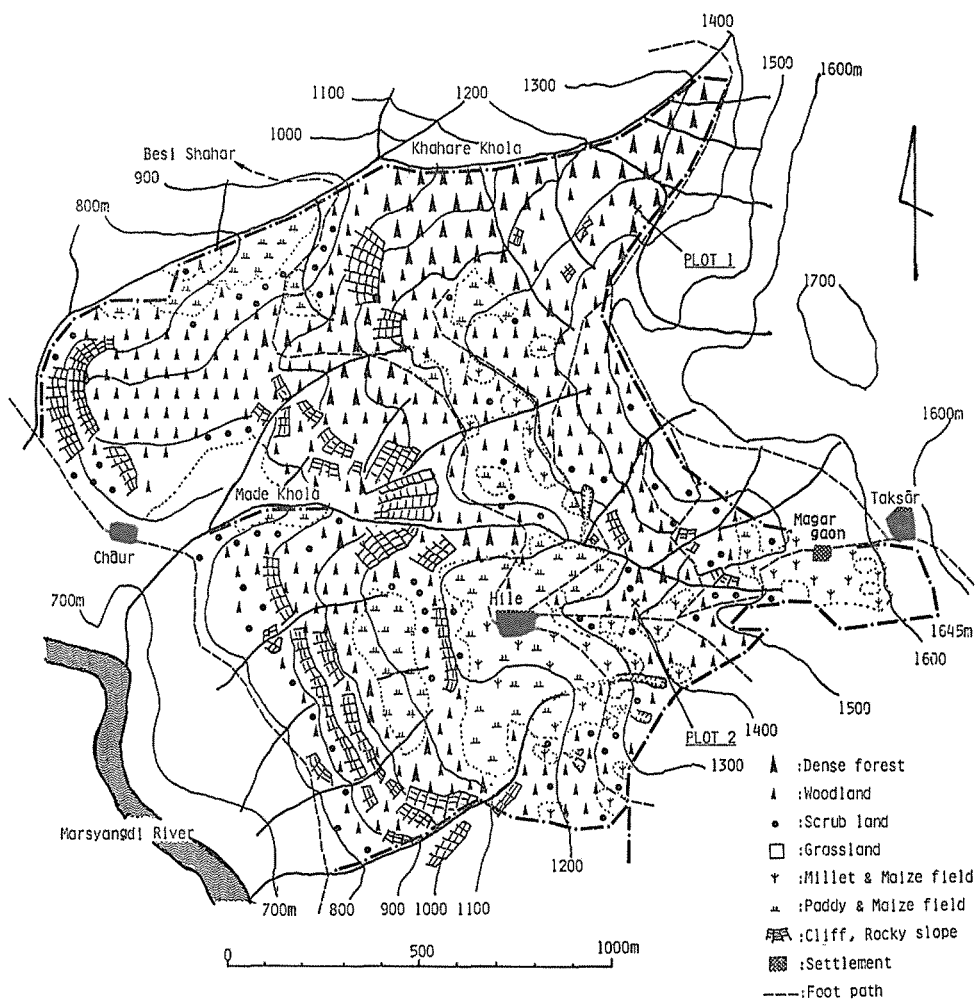 1400
1500
1600m
1300
1100
1200
1000
Khahare Khola
Besi Shahar
900
800m
PLOT 1
1700
1600m
Taksār
Made Khola
Magar
gaon
Chāur
Hile
700m
1645m
1600
1500
1400
PLOT 2
1300
Marsyangdi River
1200
700m
800
900
1000
1100
:Dense forest
:Woodland
:Scrub land
:Grassland
:Millet & Maize field
:Paddy & Maize field
:Cliff, Rocky slope
:Settlement
:Foot path
0
500
1000m